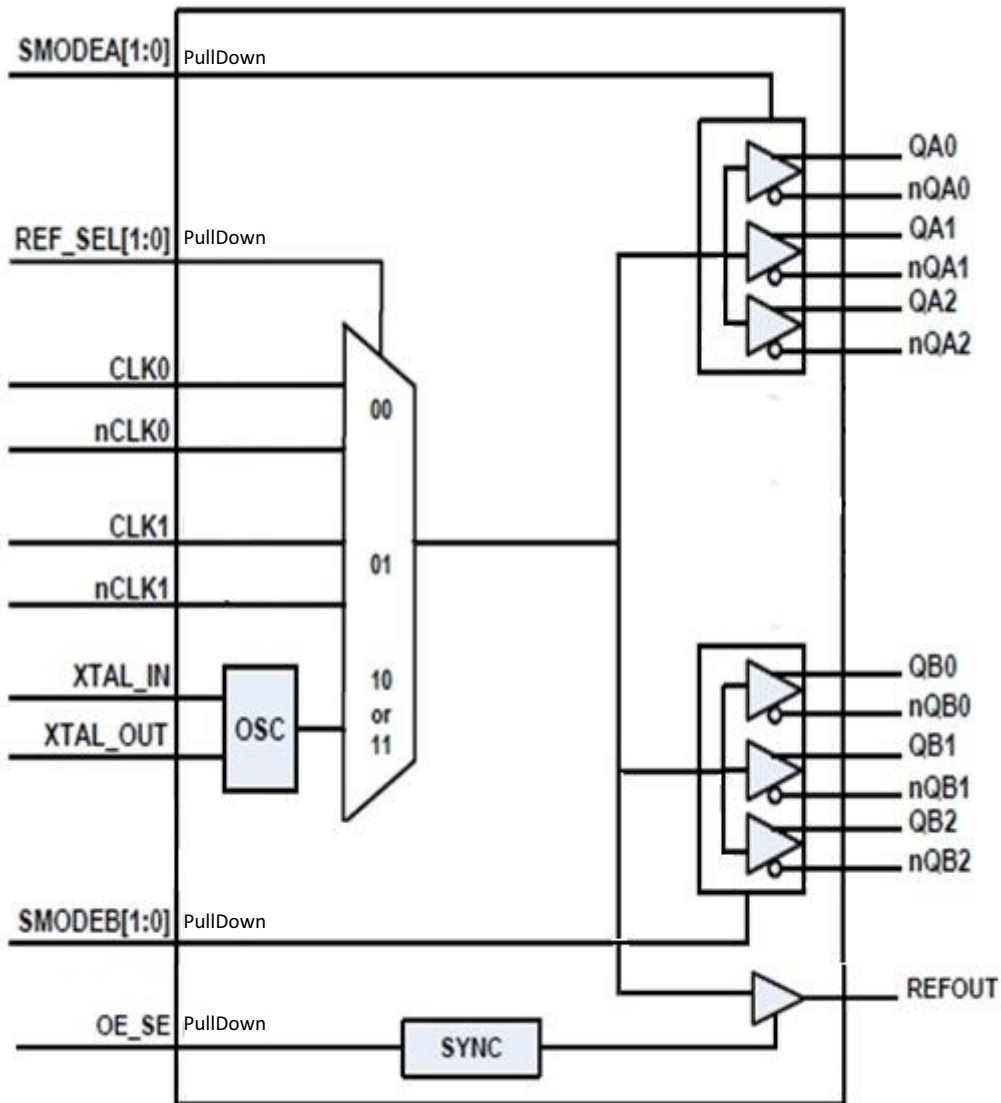 SMODEA[1:0] PullDown
QA0
nQA0
REF_SEL[1:0] PullDown
QA1
nQA1
QA2
nQA2
CLK0
00
nCLK0
CLK1
01
nCLK1
XTAL_IN
10
or
11
OSC
XTAL_OUT
QB0
nQB0
QB1
nQB1
QB2
nQB2
SMODEB[1:0] PullDown
REFOUT
OE_SE PullDown
SYNC